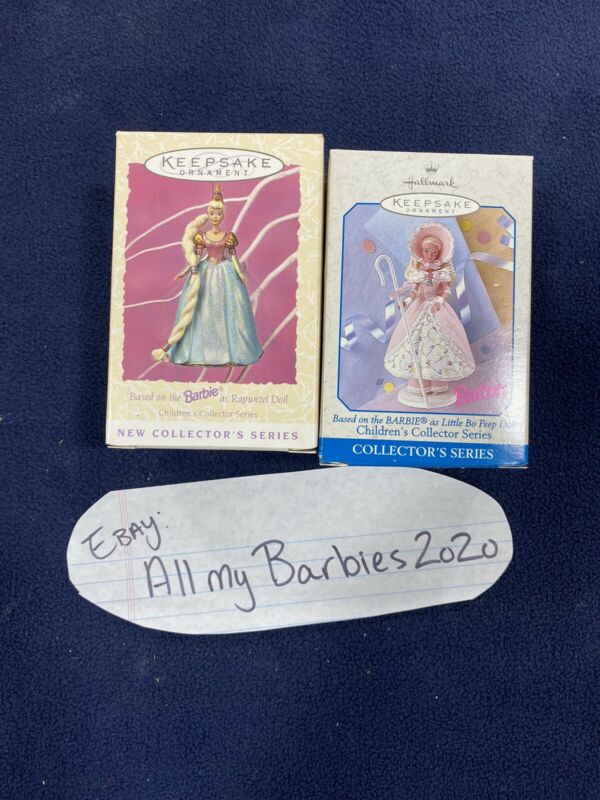 KEEPSAKE
ORNAMENT
Based on the Barbie® as Rapunzel Doll
Children's Collector Series
NEW COLLECTOR'S SERIES
Hallmark
KEEPSAKE
ORNAMENT
Barbie
Based on the BARBIE® as Little Bo Peep Doll
Children's Collector Series
COLLECTOR'S SERIES
EBAY:
All my Barbies 2020